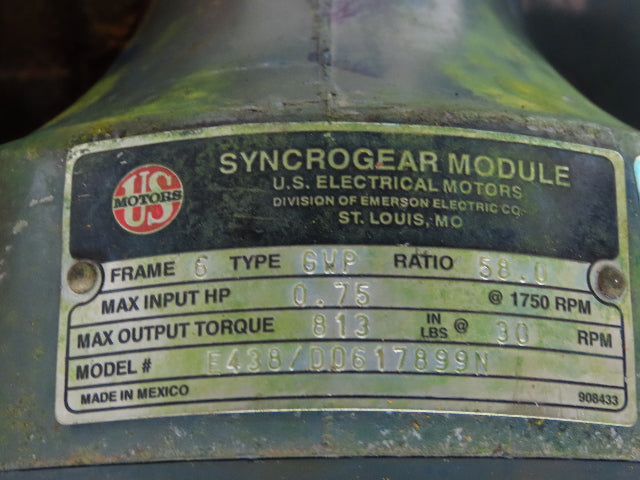 US
MOTORS
SYNCROGEAR MODULE
U.S. ELECTRICAL MOTORS
DIVISION OF EMERSON ELECTRIC CO.
ST. LOUIS, MO
FRAME 6 TYPE GWP RATIO 58.0
MAX INPUT HP 0.75 @ 1750 RPM
MAX OUTPUT TORQUE 813 IN LBS @ 30 RPM
MODEL # E438/DD617899N
MADE IN MEXICO 908433